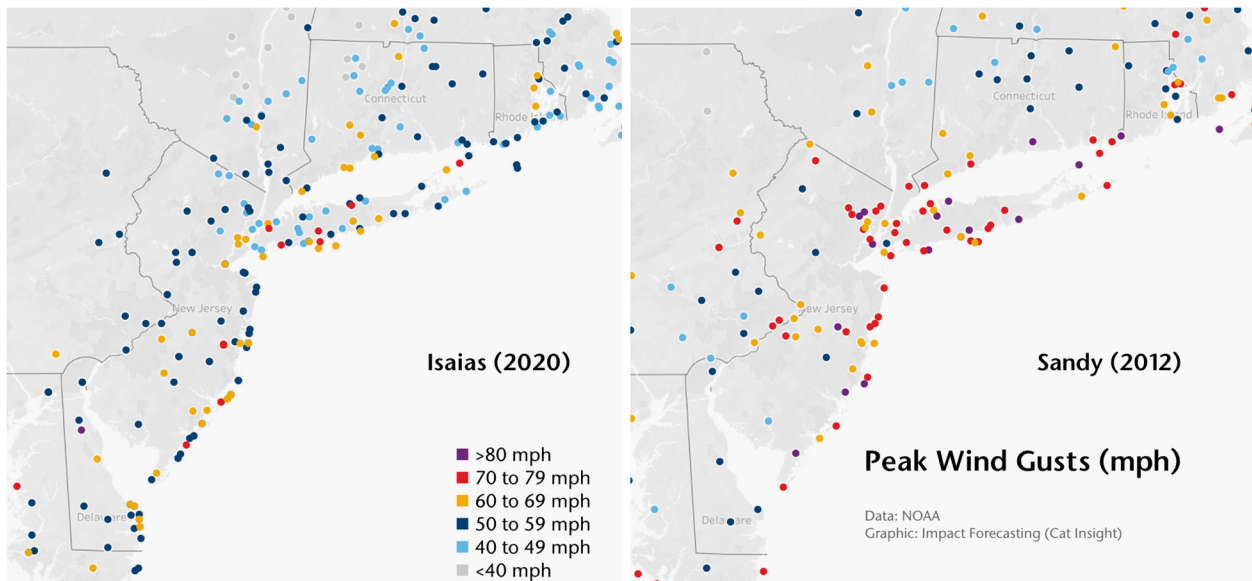 Connecticut
Rhode Island
New Jersey
Isaias (2020)
>80 mph
70 to 79 mph
60 to 69 mph
50 to 59 mph
40 to 49 mph
<40 mph
Delaware
Connecticut
Rhode Island
New Jersey
Sandy (2012)
Peak Wind Gusts (mph)
Data: NOAA
Graphic: Impact Forecasting (Cat Insight)
Delaware